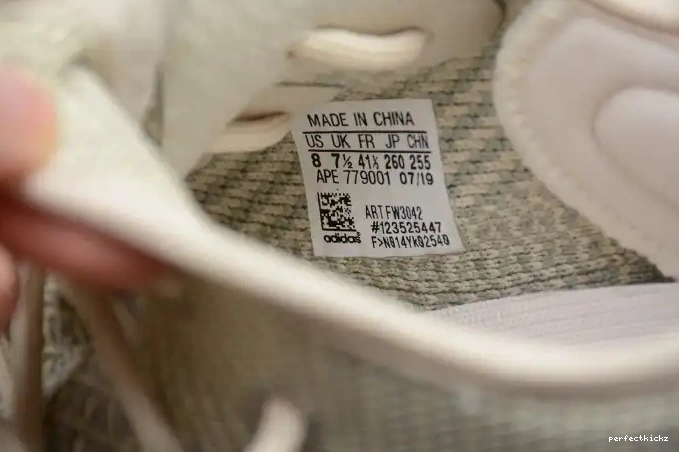 MADE IN CHINA
US UK FR JP CHN
8 7½ 41⅓ 260 255
APE 779001 07/19
ART FW3042
#123525447
adidas F>N014YK02540
perfectkickz